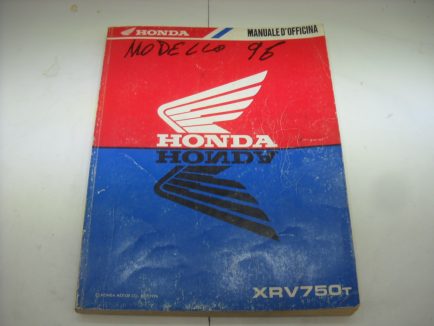 HONDA
MANUALE D'OFFICINA
MODELLO 96
HONDA
HONDA
XRV750T